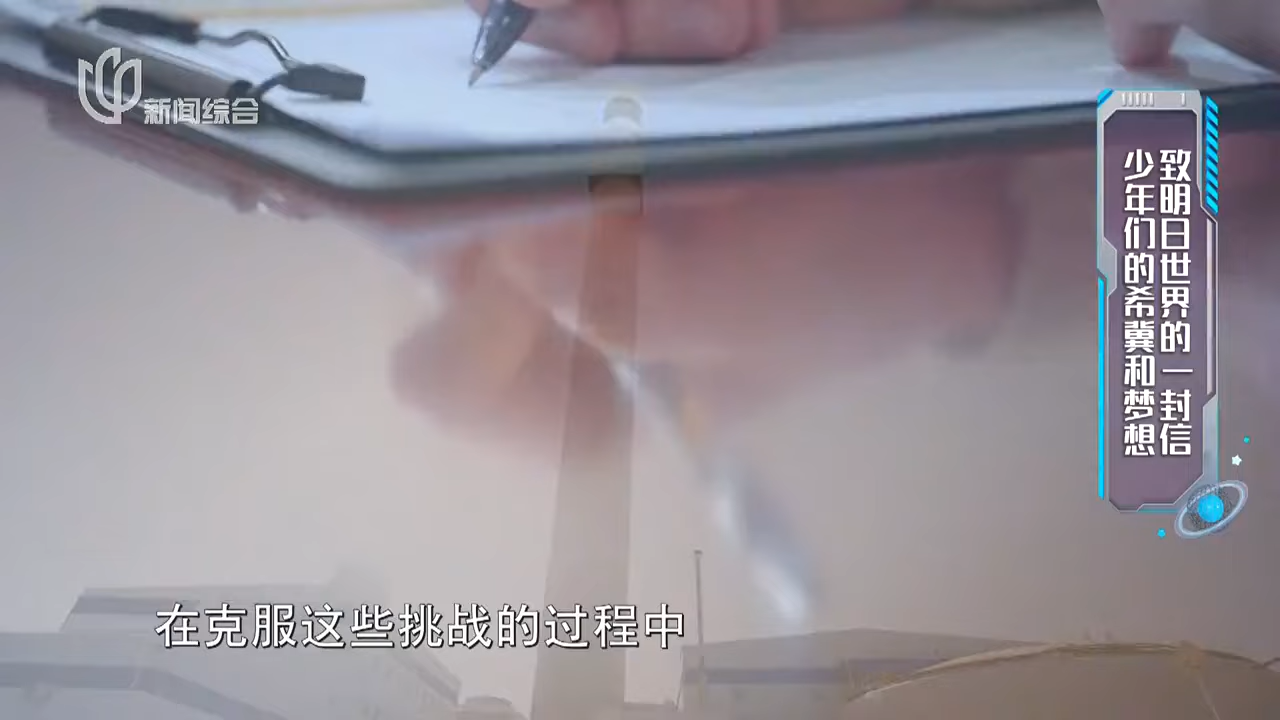 新闻综合
致明日世界的一封信
少年们的希冀和梦想
在克服这些挑战的过程中